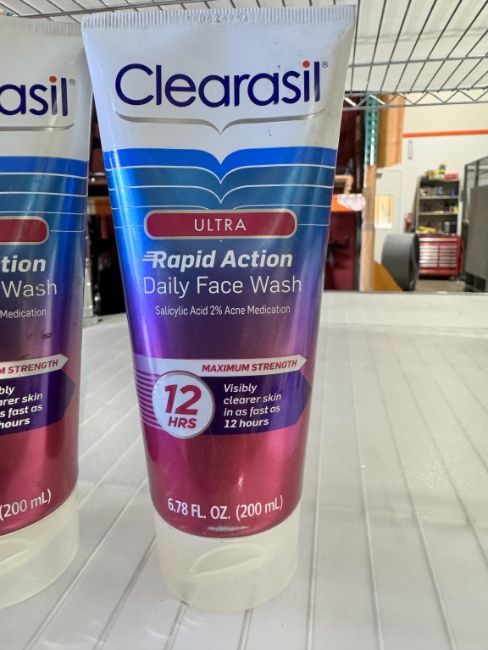 Clearasil®
ULTRA
Rapid Action
Daily Face Wash
Salicylic Acid 2% Acne Medication
MAXIMUM STRENGTH
12
HRS
Visibly
clearer skin
in as fast as
12 hours
6.78 FL. OZ. (200 mL)
asil®
tion
Wash
Medication
M STRENGTH
bly
arer skin
s fast as
hours
(200 mL)